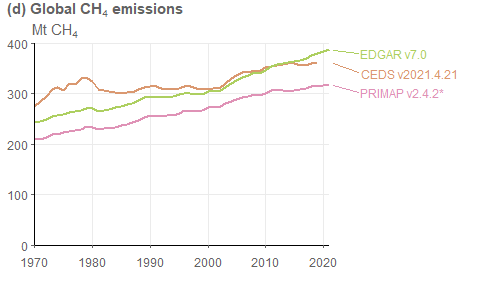 (d) Global CH₄ emissions
Mt CH₄
400
300
200
100
0
1970 1980 1990 2000 2010 2020
EDGAR v7.0
CEDS v2021.4.21
PRIMAP v2.4.2*